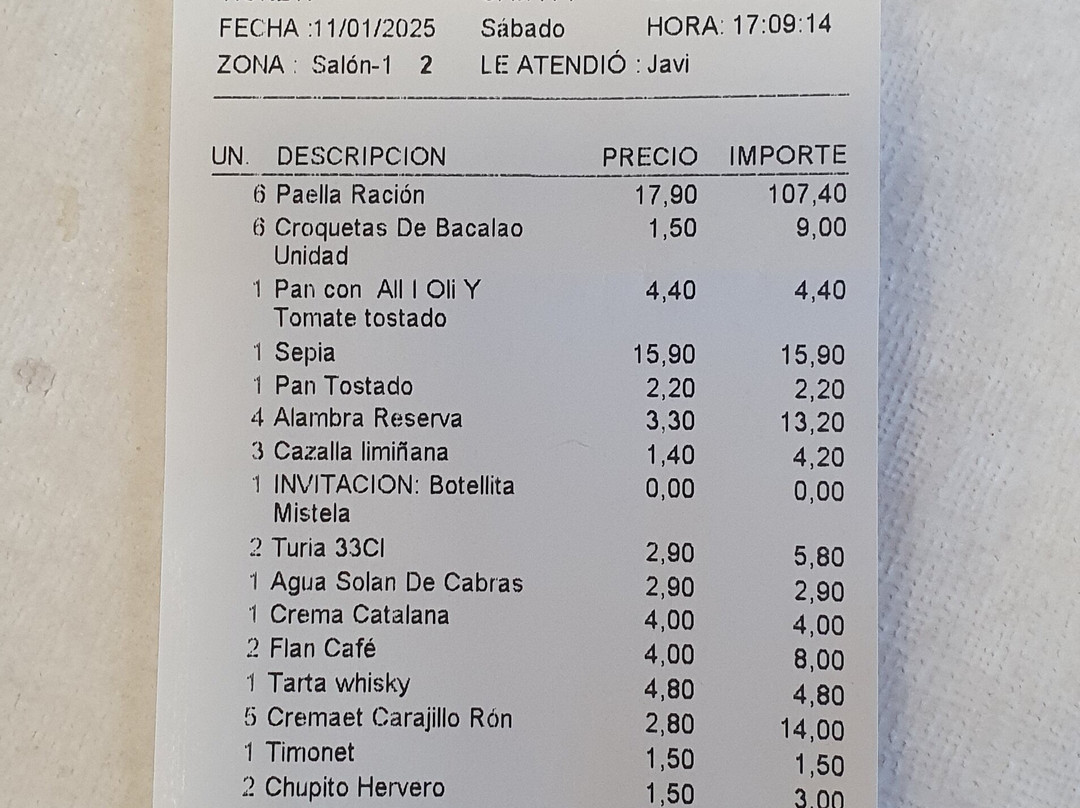 FECHA :11/01/2025 Sábado HORA: 17:09:14
ZONA : Salón-1 2 LE ATENDIÓ : Javi
UN. DESCRIPCION PRECIO IMPORTE
6 Paella Ración 17,90 107,40
6 Croquetas De Bacalao 1,50 9,00
Unidad
1 Pan con All I Oli Y 4,40 4,40
Tomate tostado
1 Sepia 15,90 15,90
1 Pan Tostado 2,20 2,20
4 Alambra Reserva 3,30 13,20
3 Cazalla limiñana 1,40 4,20
1 INVITACION: Botellita 0,00 0,00
Mistela
2 Turia 33Cl 2,90 5,80
1 Agua Solan De Cabras 2,90 2,90
1 Crema Catalana 4,00 4,00
2 Flan Café 4,00 8,00
1 Tarta whisky 4,80 4,80
5 Cremaet Carajillo Rón 2,80 14,00
1 Timonet 1,50 1,50
2 Chupito Hervero 1,50 3,00